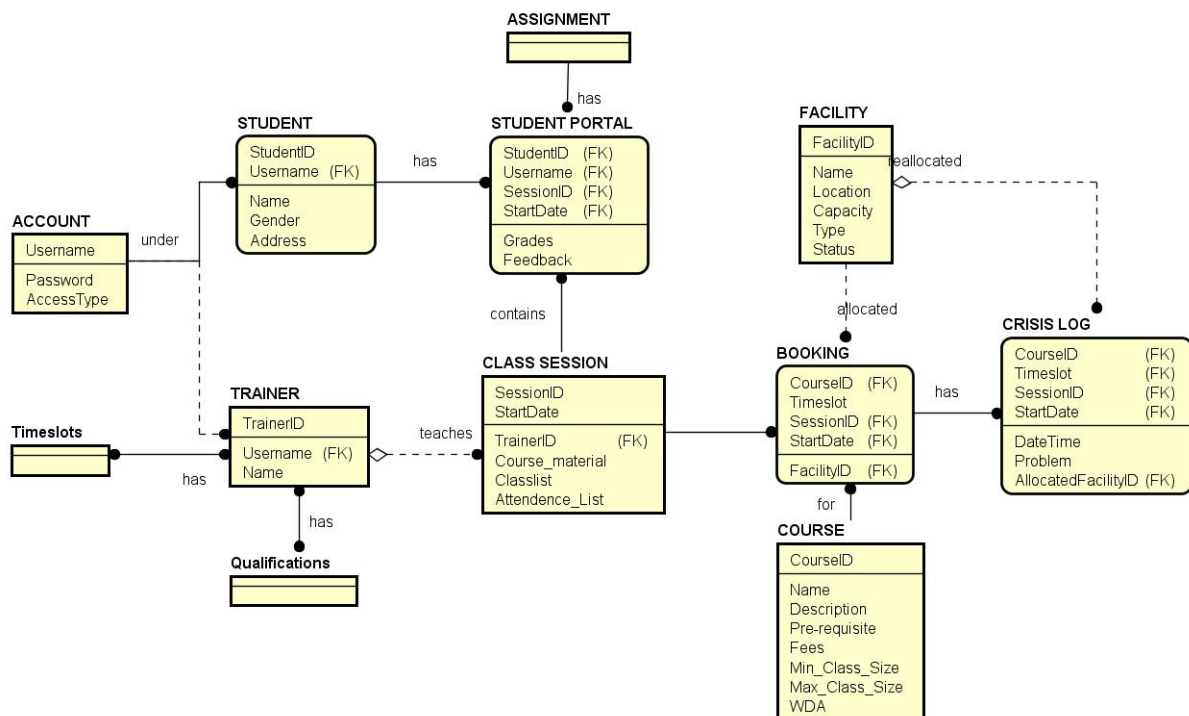 ASSIGNMENT
has
STUDENT
StudentID
Username (FK)
Name
Gender
Address
has
STUDENT PORTAL
StudentID (FK)
Username (FK)
SessionID (FK)
StartDate (FK)
Grades
Feedback
FACILITY
FacilityID
Name
Location
Capacity
Type
Status
reallocated
ACCOUNT
Username
Password
AccessType
under
contains
allocated
TRAINER
TrainerID
Username (FK)
Name
Timeslots
has
has
Qualifications
teaches
CLASS SESSION
SessionID
StartDate
TrainerID (FK)
Course_material
Classlist
Attendence_List
BOOKING
CourseID (FK)
Timeslot
SessionID (FK)
StartDate (FK)
FacilityID (FK)
has
CRISIS LOG
CourseID (FK)
Timeslot (FK)
SessionID (FK)
StartDate (FK)
DateTime
Problem
AllocatedFacilityID (FK)
for
COURSE
CourseID
Name
Description
Pre-requisite
Fees
Min_Class_Size
Max_Class_Size
WDA